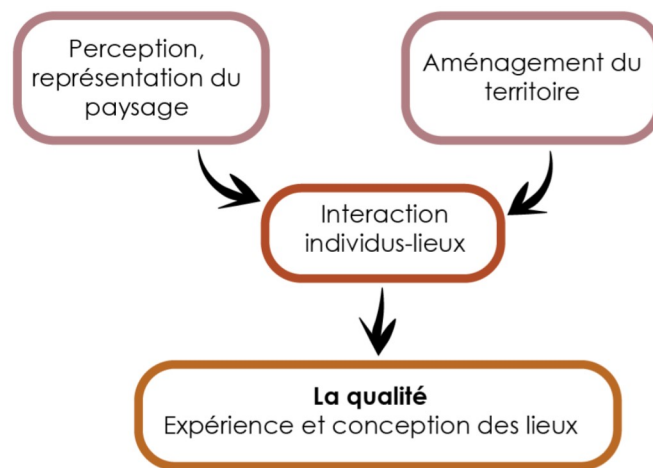 Perception,
représentation du
paysage
Aménagement du
territoire
Interaction
individus-lieux
La qualité
Expérience et conception des lieux